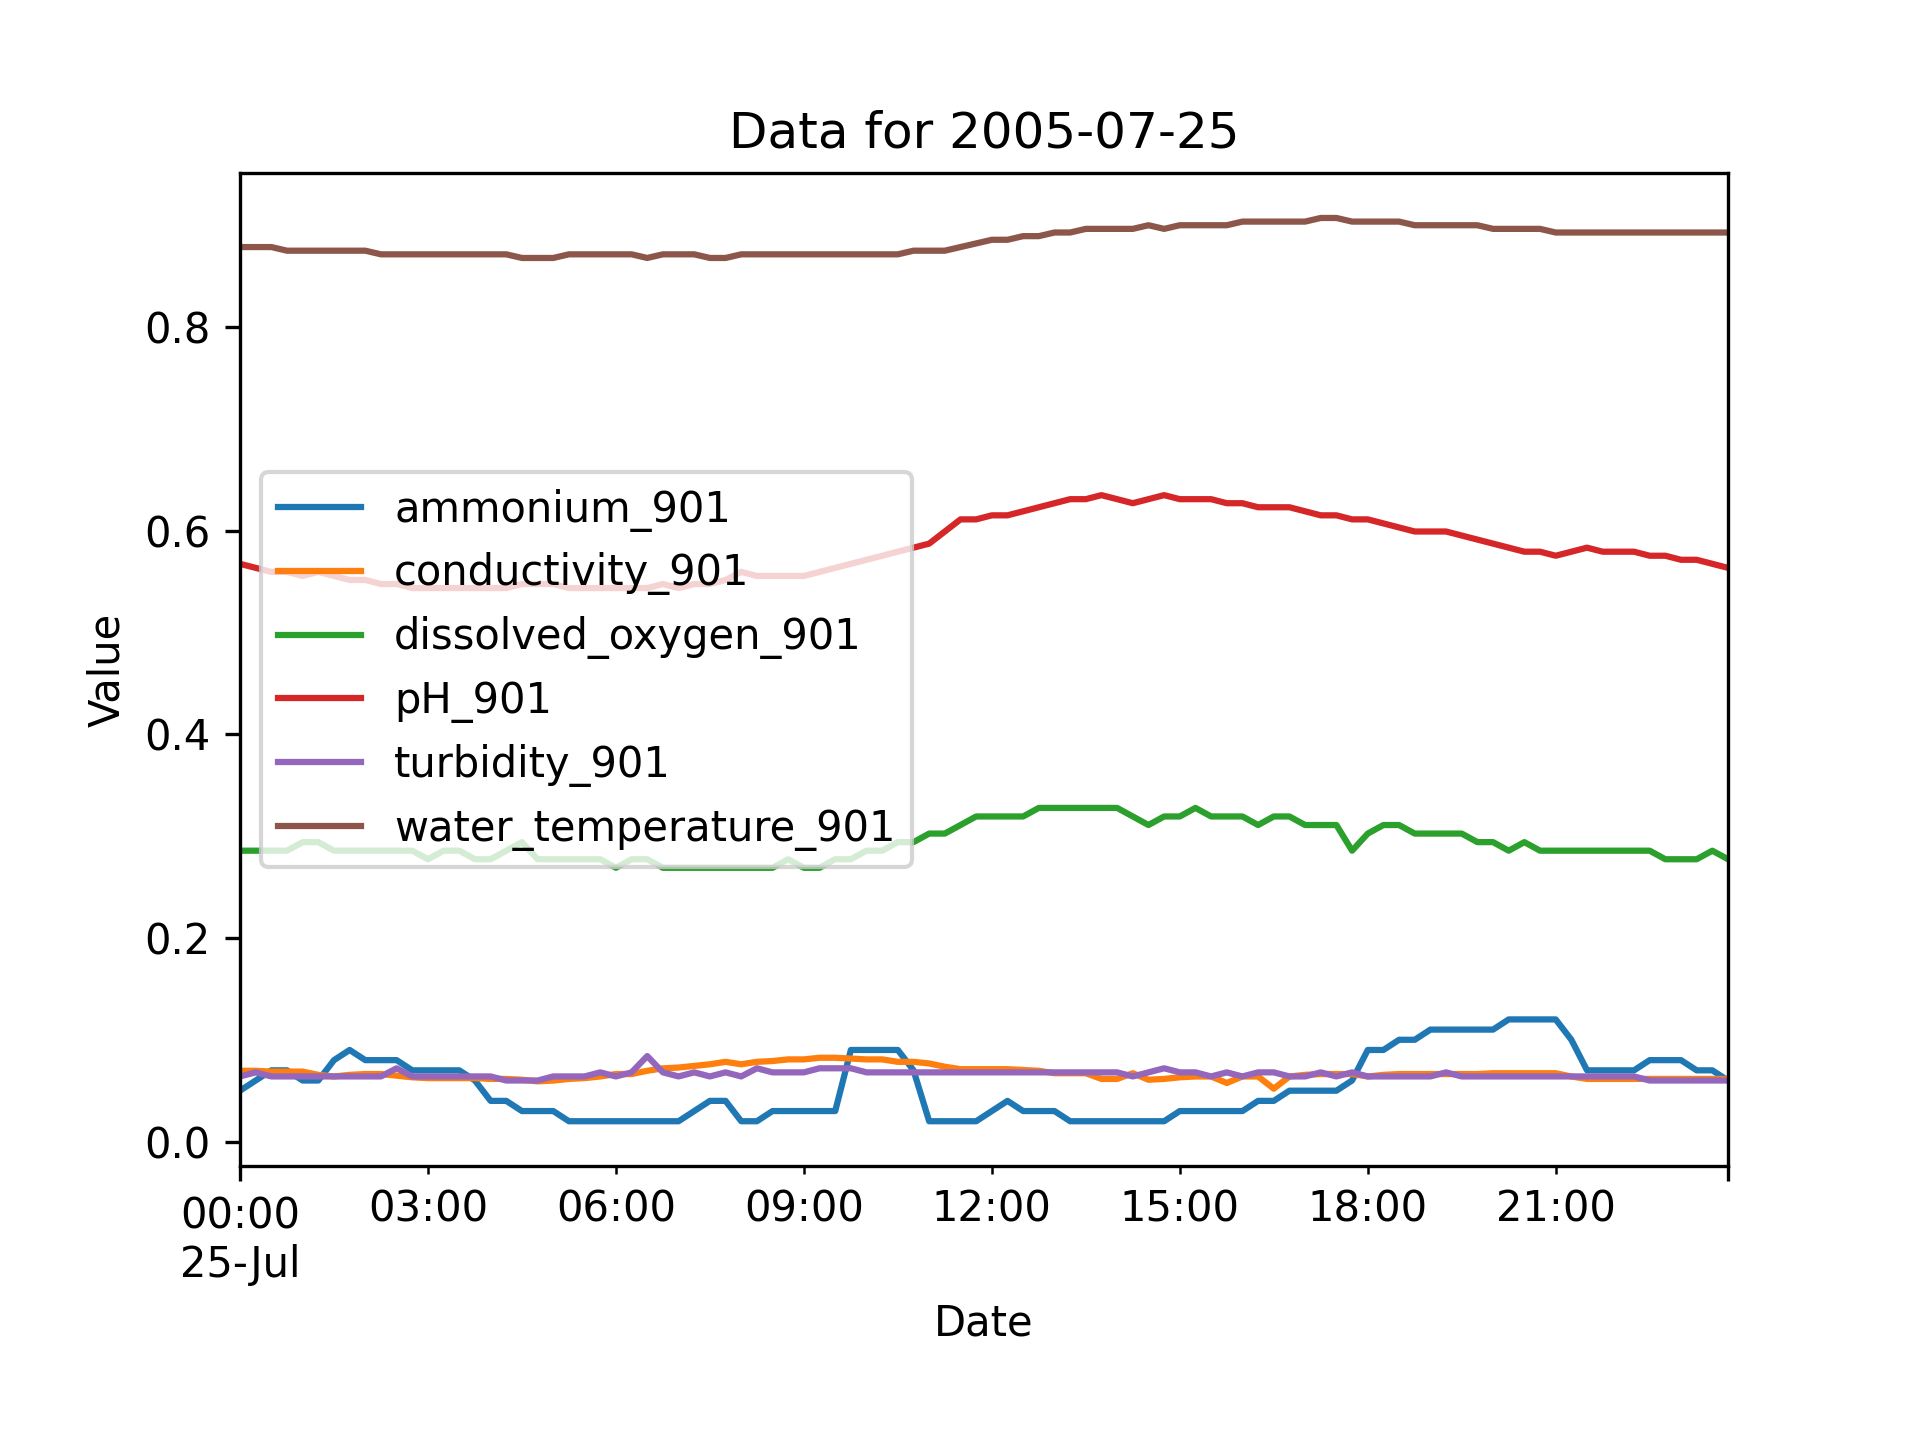 Data for 2005-07-25
Value
0.8
0.6
0.4
0.2
0.0
ammonium_901
conductivity_901
dissolved_oxygen_901
pH_901
turbidity_901
water_temperature_901
00:00 03:00 06:00 09:00 12:00 15:00 18:00 21:00
25-Jul
Date